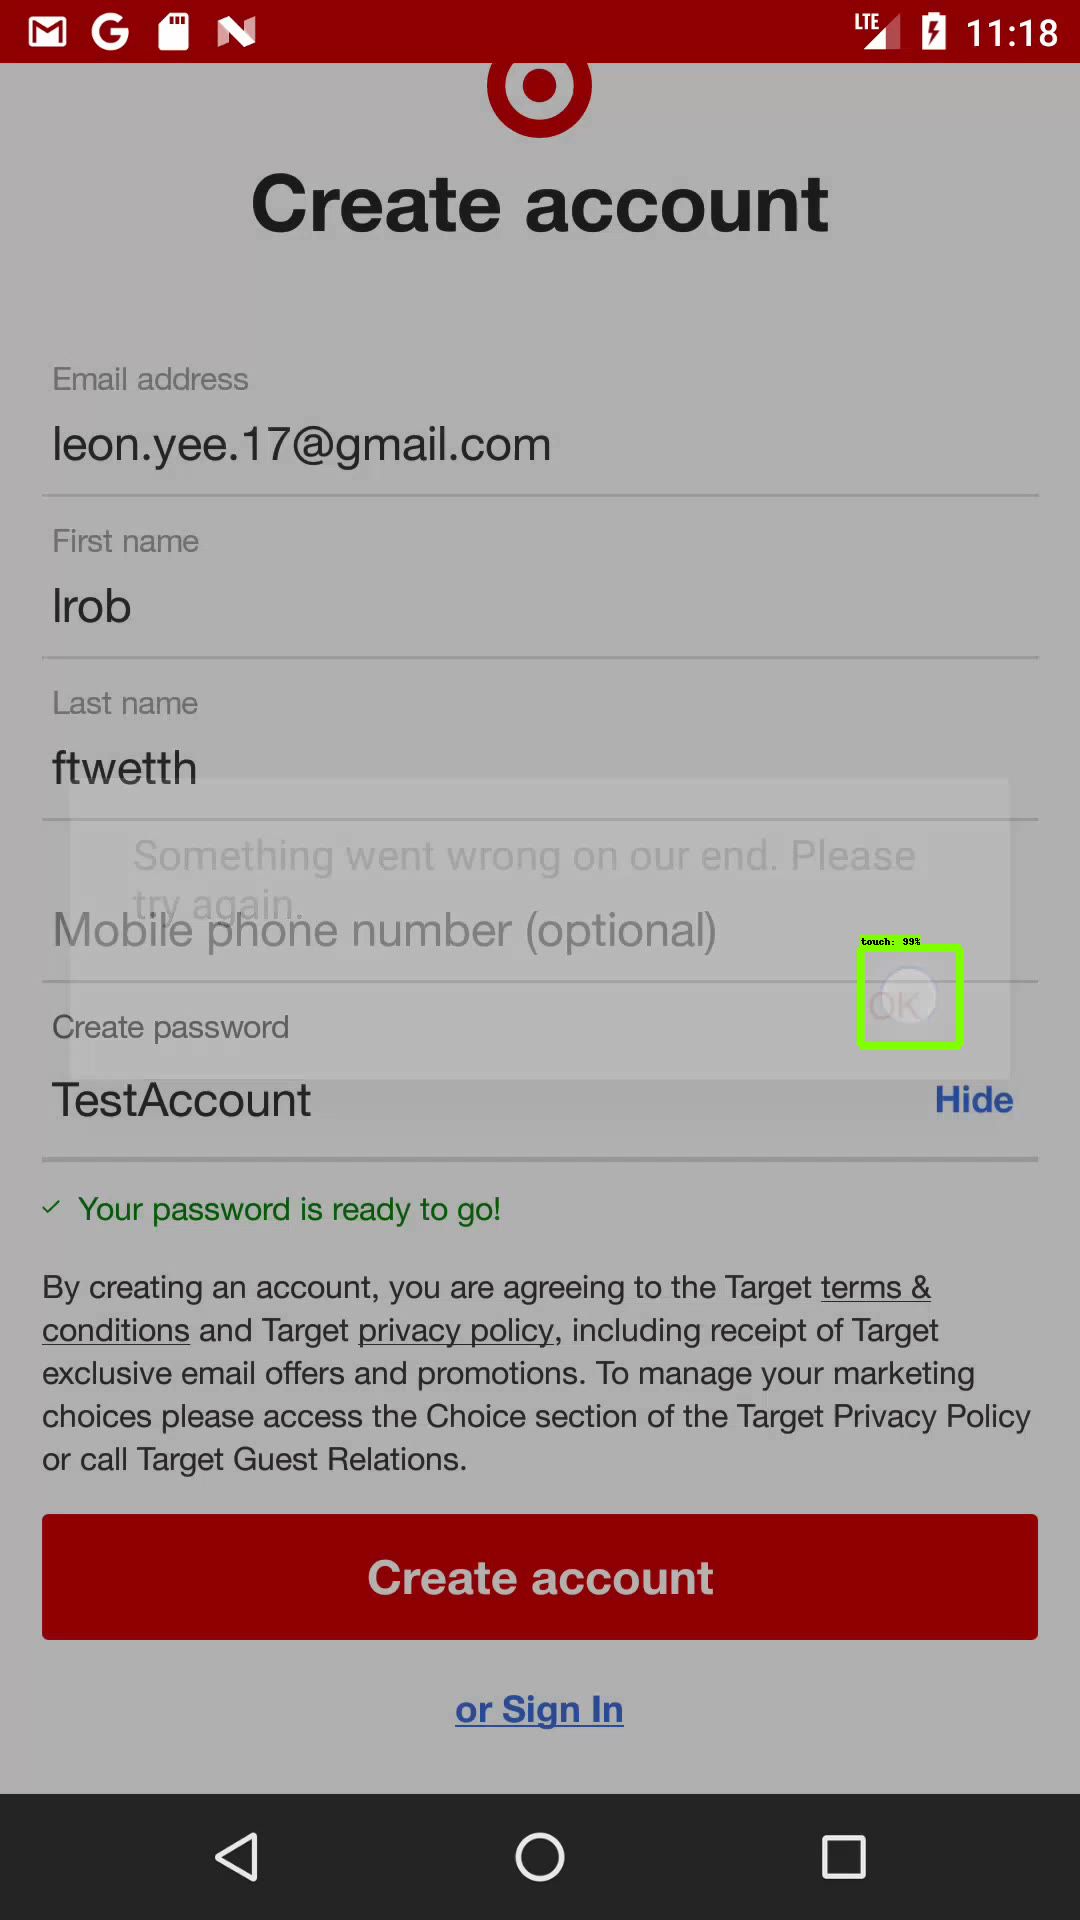 LTE 11:18
Create account
Email address
leon.yee.17@gmail.com
First name
lrob
Last name
ftwetth
Something went wrong on our end. Please
try again.
Mobile phone number (optional)
touch: 99%
OK
Create password
TestAccount
Hide
Your password is ready to go!
By creating an account, you are agreeing to the Target terms &
conditions and Target privacy policy, including receipt of Target
exclusive email offers and promotions. To manage your marketing
choices please access the Choice section of the Target Privacy Policy
or call Target Guest Relations.
Create account
or Sign In